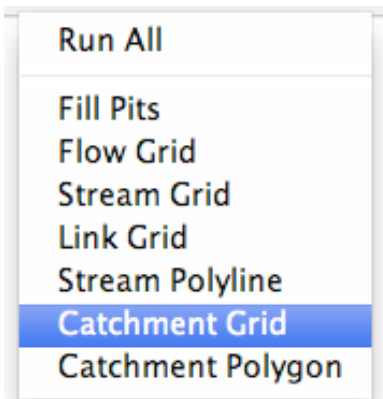 Run All
Fill Pits
Flow Grid
Stream Grid
Link Grid
Stream Polyline
Catchment Grid
Catchment Polygon